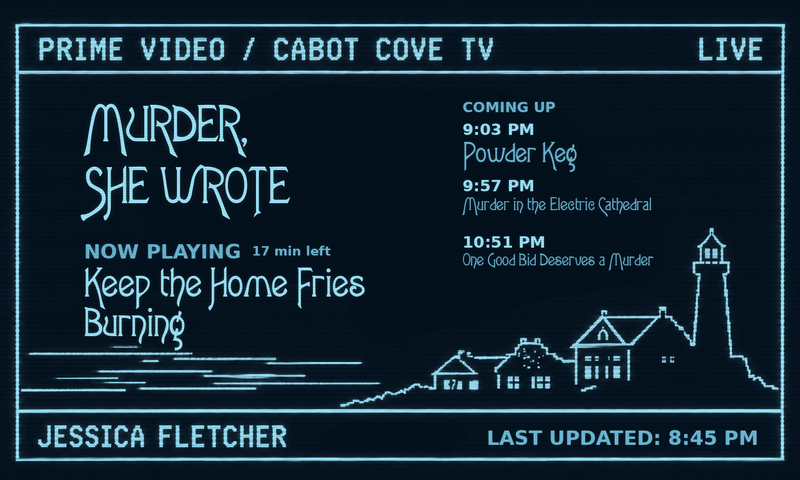 PRIME VIDEO / CABOT COVE TV
LIVE
MURDER,
SHE WROTE
NOW PLAYING 17 min left
Keep the Home Fries
Burning
COMING UP
9:03 PM
Powder Keg
9:57 PM
Murder in the Electric Cathedral
10:51 PM
One Good Bid Deserves a Murder
JESSICA FLETCHER
LAST UPDATED: 8:45 PM